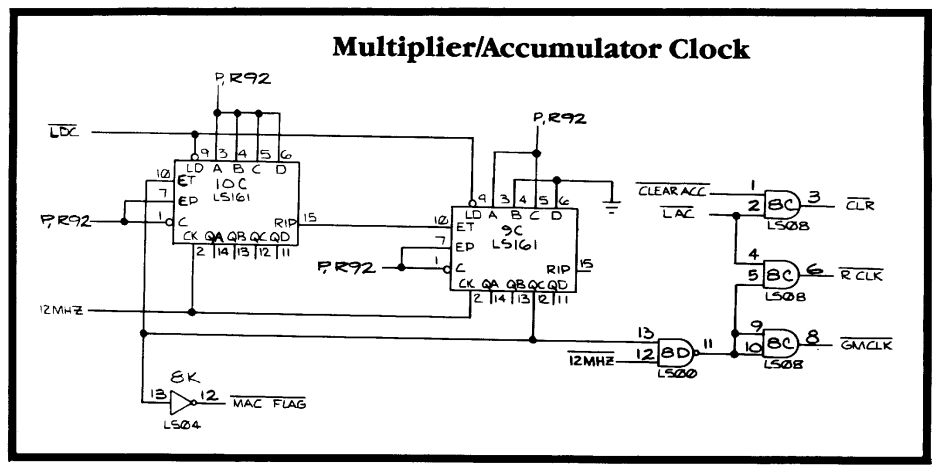 Multiplier/Accumulator Clock
P, R92
P, R92
LDC
9 3 4 5 6
LD A B C D
10 ET
10C
LS161
7 EP
P, R92 1 C
RIP 15
CK QA QB QC QD
2 14 13 12 11
9 3 4 5 6
LD A B C D
10 ET
9C
LS161
7 EP
P, R92 1 C
RIP 15
CK QA QB QC QD
2 14 13 12 11
12MHZ
CLEARACC 1
LAC 2
8C 3 CLR
LS08
4
5 8C 6 RCLK
LS08
9
10 8C 8 GMCLK
LS08
13
12MHZ 12 8D 11
LS00
8K
13 12 MAC FLAG
LS04